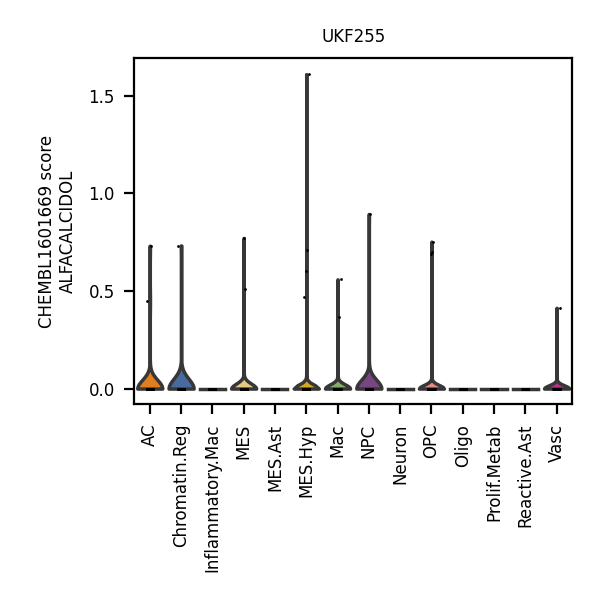 UKF255
CHEMBL1601669 score
ALFACALCIDOL
1.5
1.0
0.5
0.0
AC
Chromatin.Reg
Inflammatory.Mac
MES
MES.Ast
MES.Hyp
Mac
NPC
Neuron
OPC
Oligo
Prolif.Metab
Reactive.Ast
Vasc